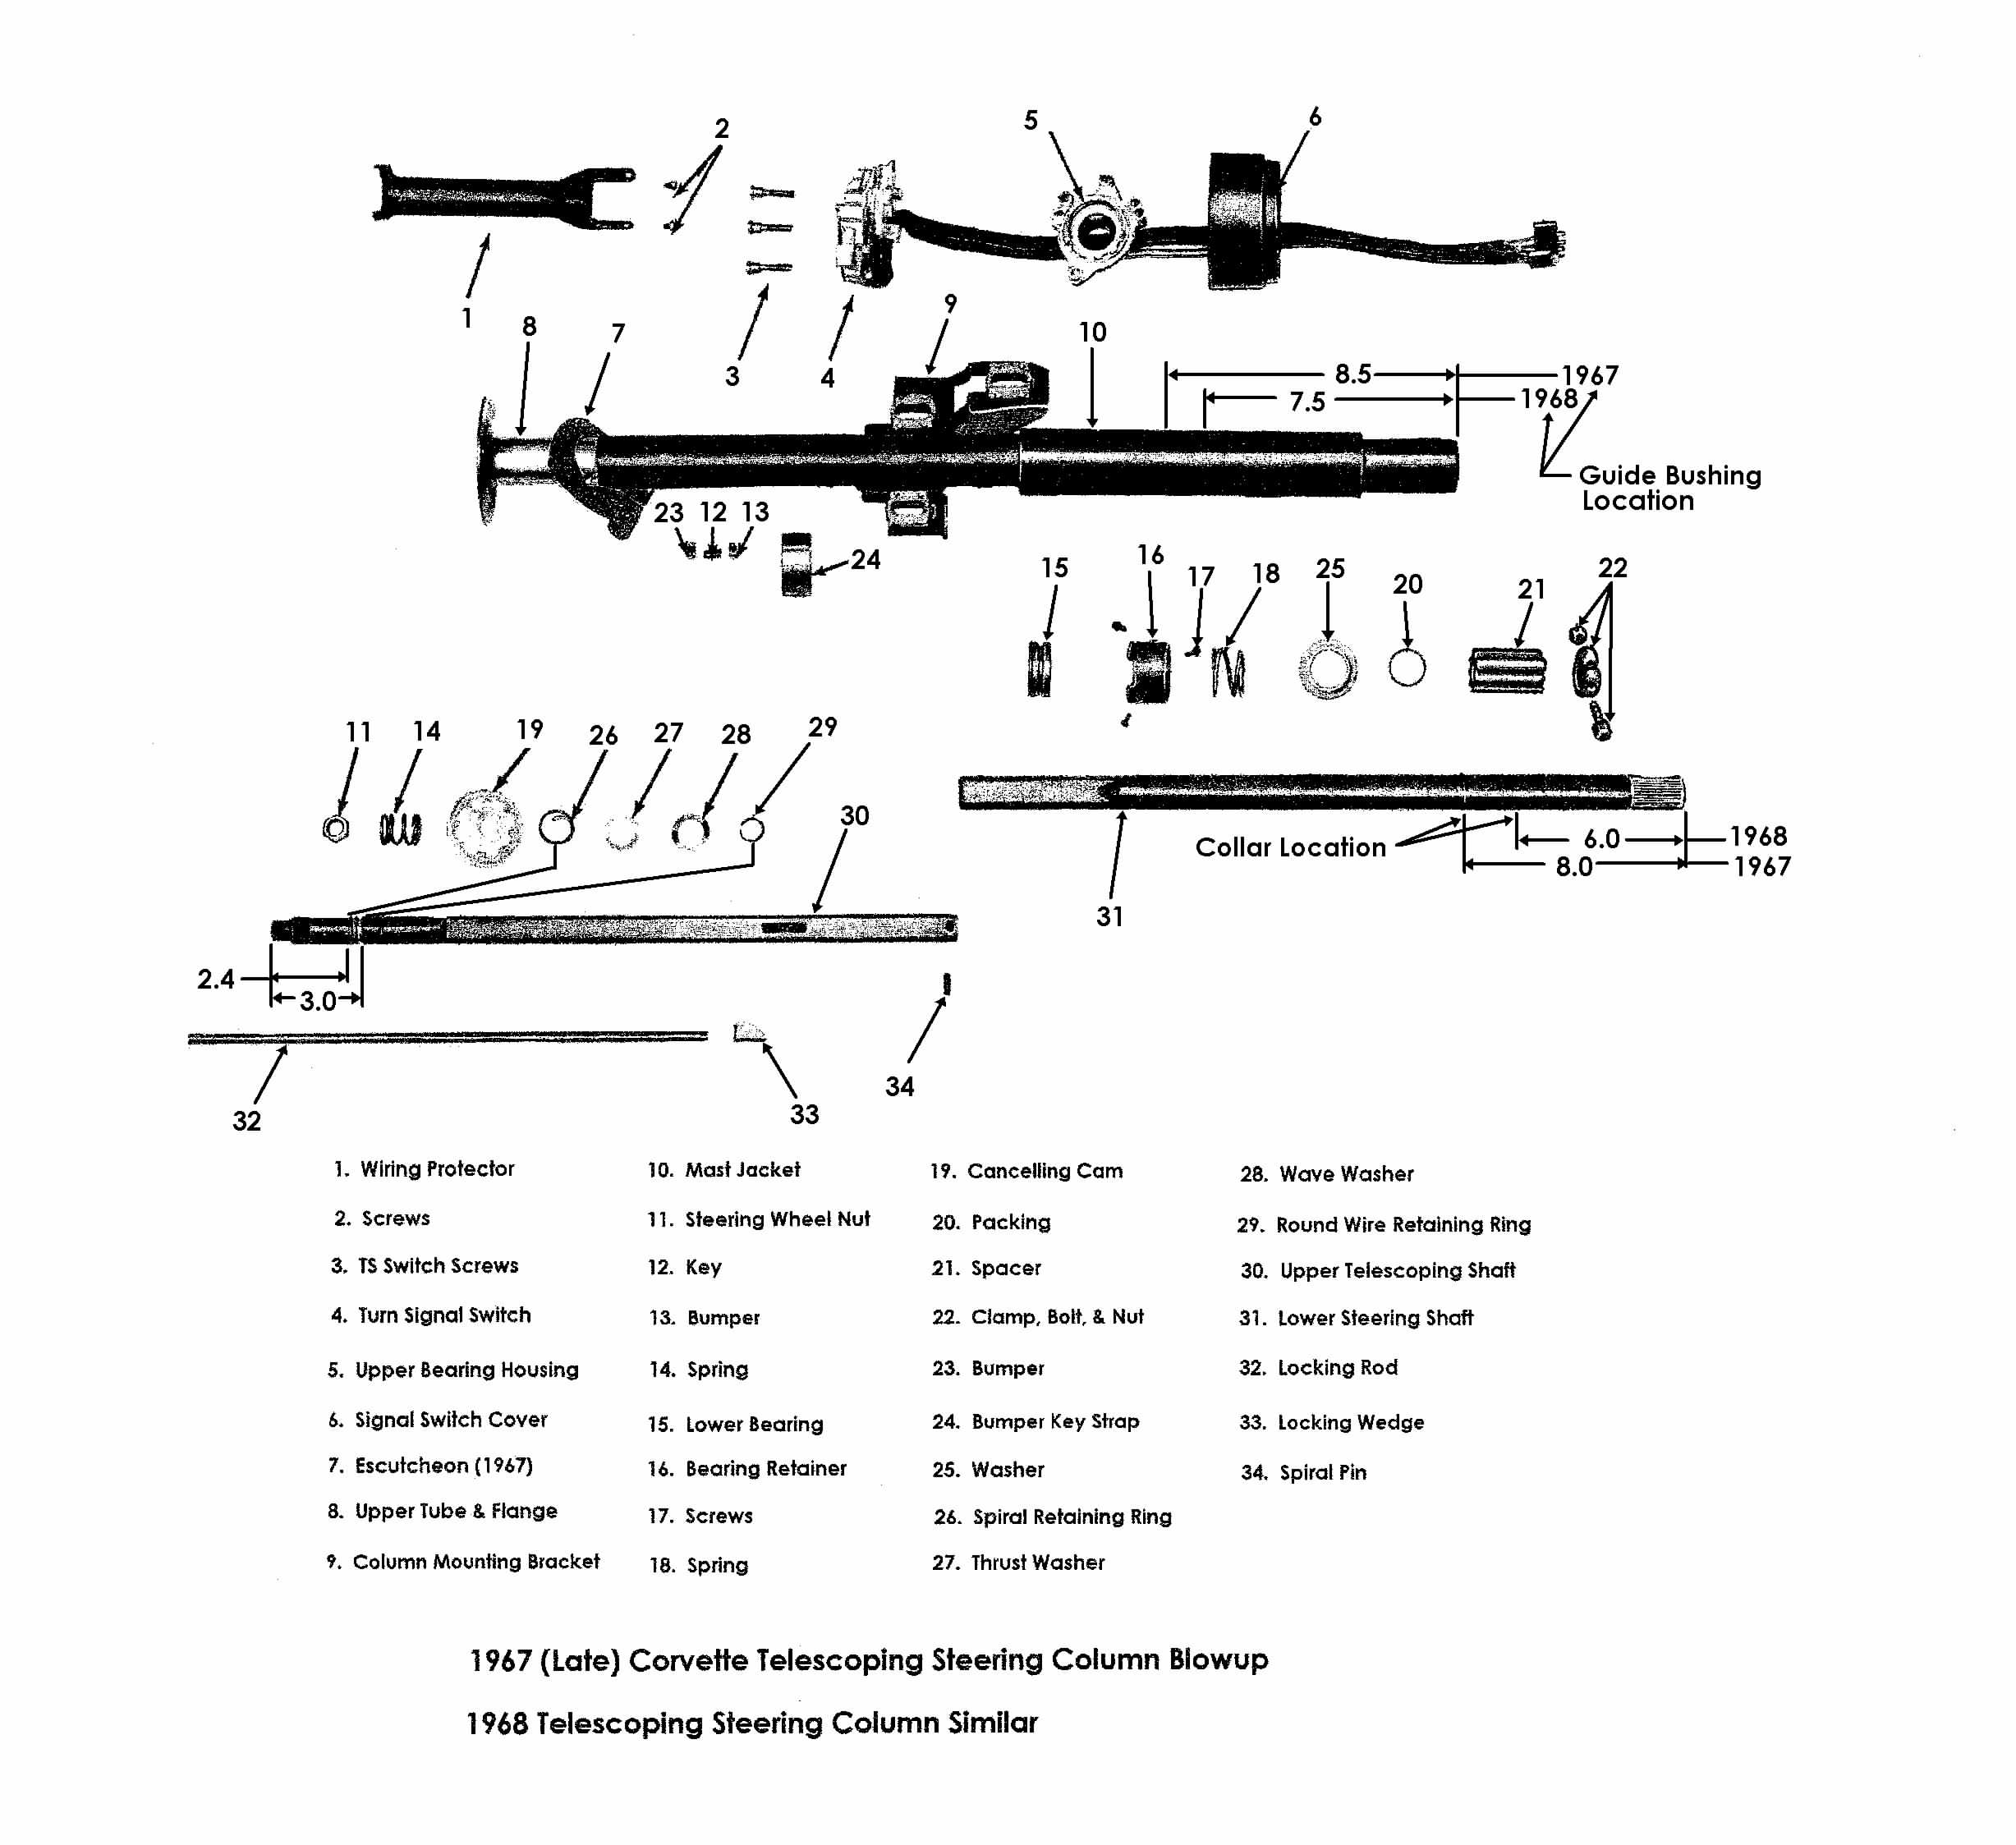 2
5
6
1
8
7
3
4
9
10
8.5
1967
7.5
1968
Guide Bushing
Location
23
12
13
24
15
16
17
18
25
20
21
22
11
14
19
26
27
28
29
30
Collar Location
6.0
1968
8.0
1967
31
2.4
3.0
32
33
34
1. Wiring Protector
2. Screws
3. TS Switch Screws
4. Turn Signal Switch
5. Upper Bearing Housing
6. Signal Switch Cover
7. Escutcheon (1967)
8. Upper Tube & Flange
9. Column Mounting Bracket
10. Mast Jacket
11. Steering Wheel Nut
12. Key
13. Bumper
14. Spring
15. Lower Bearing
16. Bearing Retainer
17. Screws
18. Spring
19. Cancelling Cam
20. Packing
21. Spacer
22. Clamp, Bolt, & Nut
23. Bumper
24. Bumper Key Strap
25. Washer
26. Spiral Retaining Ring
27. Thrust Washer
28. Wave Washer
29. Round Wire Retaining Ring
30. Upper Telescoping Shaft
31. Lower Steering Shaft
32. Locking Rod
33. Locking Wedge
34. Spiral Pin
1967 (Late) Corvette Telescoping Steering Column Blowup
1968 Telescoping Steering Column Similar